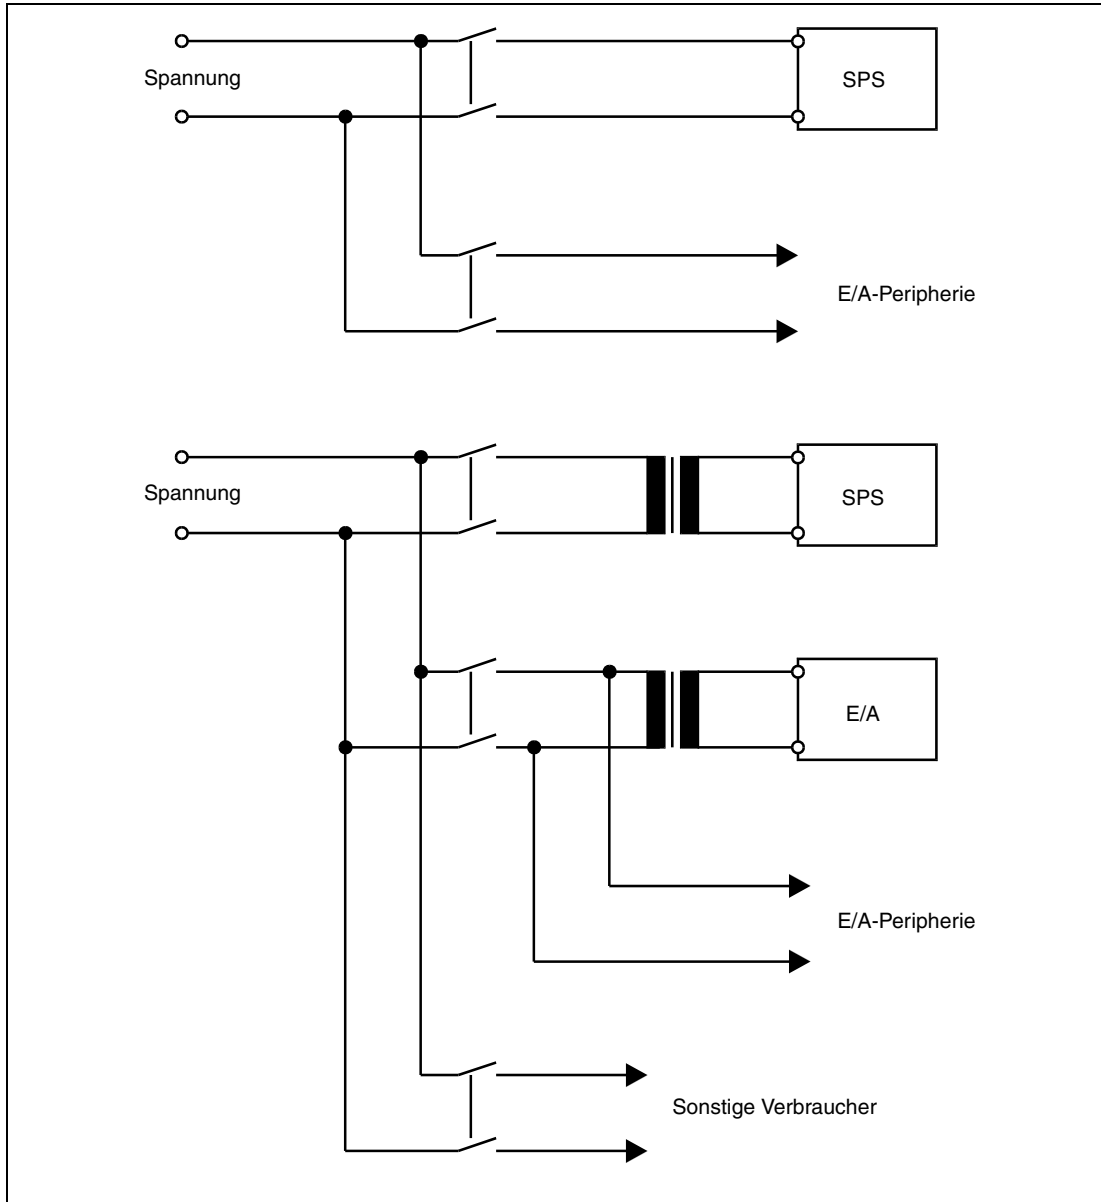 SPS
Spannung
E/A-Peripherie
SPS
Spannung
E/A
E/A-Peripherie
Sonstige Verbraucher